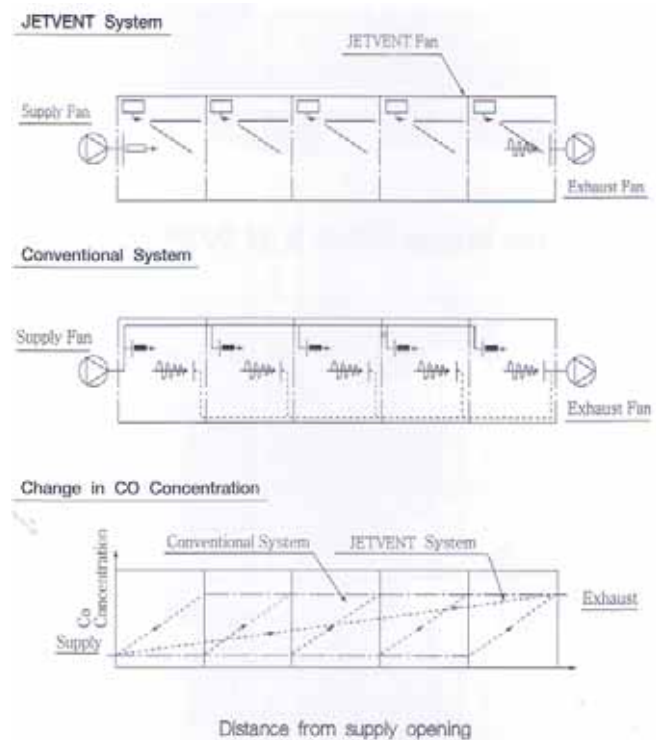 JETVENT System
JETVENT Fan
Supply Fan
Exhaust Fan
Conventional System
Supply Fan
Exhaust Fan
Change in CO Concentration
Conventional System
JETVENT System
Co
Concentration
Exhaust
Supply
Distance from supply opening